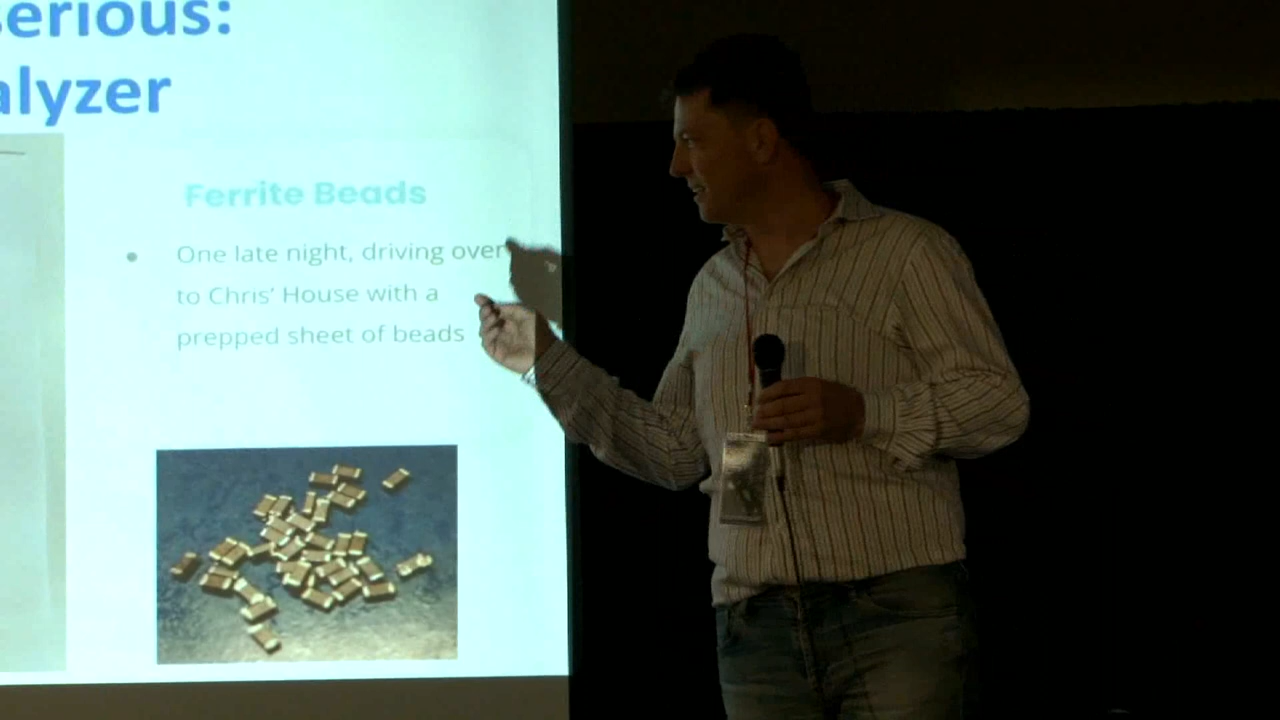 serious:
alyzer
Ferrite Beads
One late night, driving over
to Chris' House with a
prepped sheet of beads